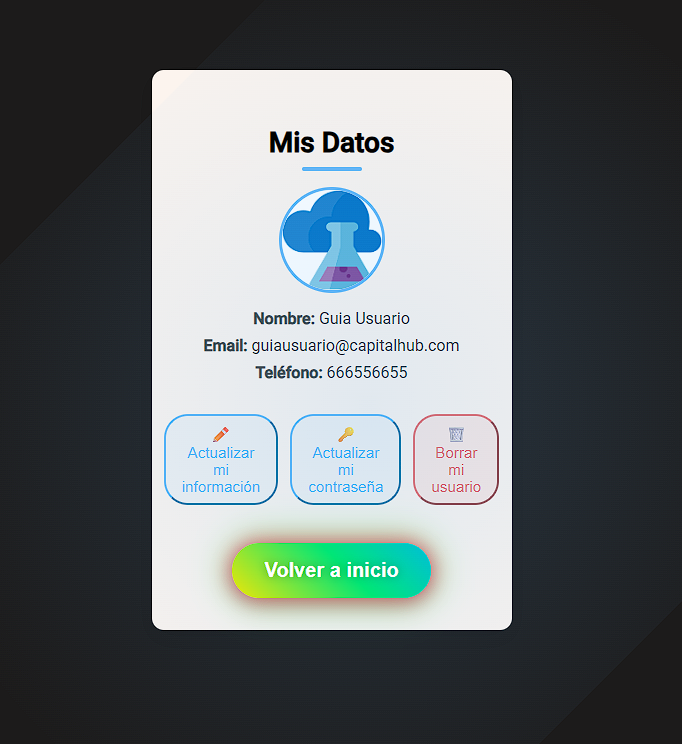 Mis Datos
Nombre: Guia Usuario
Email: guiausuario@capitalhub.com
Teléfono: 666556655
Actualizar
mi
información
Actualizar
mi
contraseña
Borrar
mi
usuario
Volver a inicio